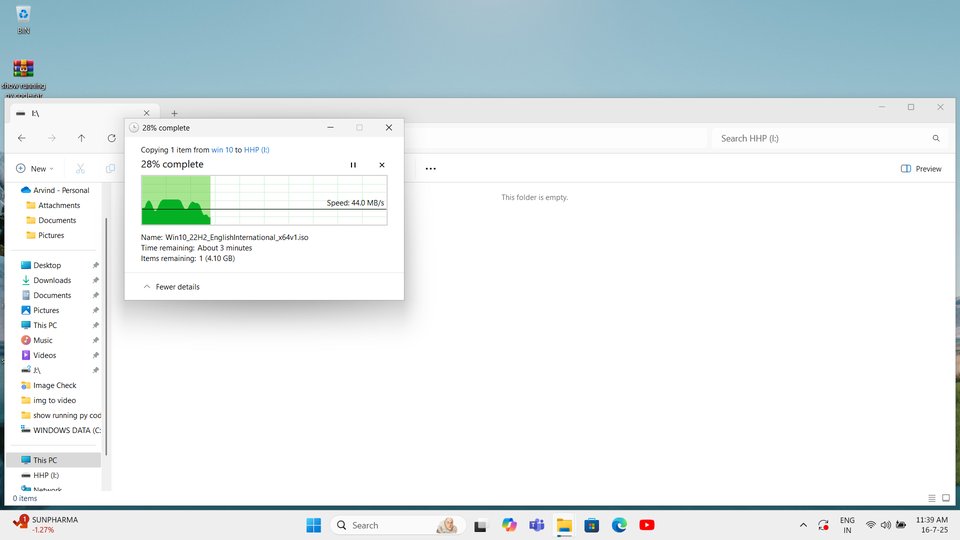 BIN
show running
py coderar
I:\
28% complete
Copying 1 item from win 10 to HHP (I:)
28% complete
Speed: 44.0 MB/s
Name: Win10_22H2_EnglishInternational_x64v1.iso
Time remaining: About 3 minutes
Items remaining: 1 (4.10 GB)
Fewer details
Search HHP (I:)
New
Preview
This folder is empty.
Arvind - Personal
Attachments
Documents
Pictures
Desktop
Downloads
Documents
Pictures
This PC
Music
Videos
I:\
Image Check
img to video
show running py cod
WINDOWS DATA (C:
This PC
HHP (I:)
Network
0 items
1
SUNPHARMA
-1.27%
Search
ENG
IN
11:39 AM
16-7-25